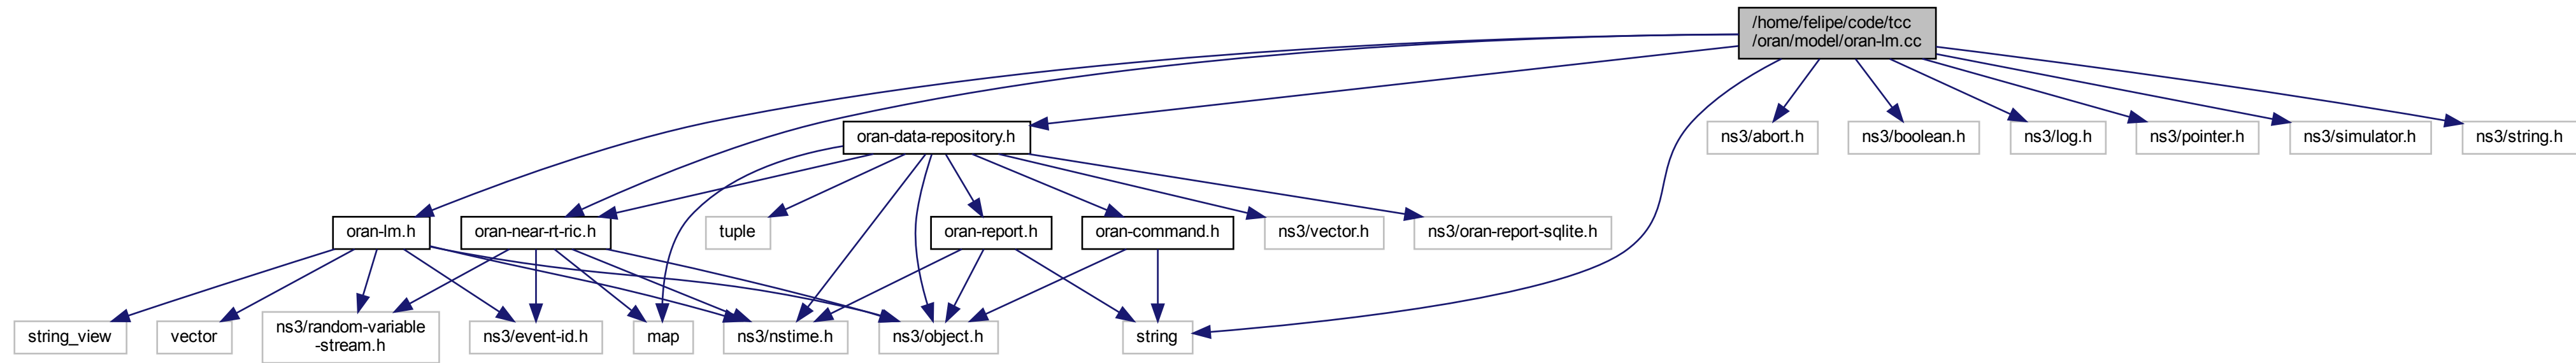 /home/felipe/code/tcc
/oran/model/oran-lm.cc
oran-data-repository.h
ns3/abort.h
ns3/boolean.h
ns3/log.h
ns3/pointer.h
ns3/simulator.h
ns3/string.h
oran-lm.h
oran-near-rt-ric.h
tuple
oran-report.h
oran-command.h
ns3/vector.h
ns3/oran-report-sqlite.h
string_view
vector
ns3/random-variable
-stream.h
ns3/event-id.h
map
ns3/nstime.h
ns3/object.h
string